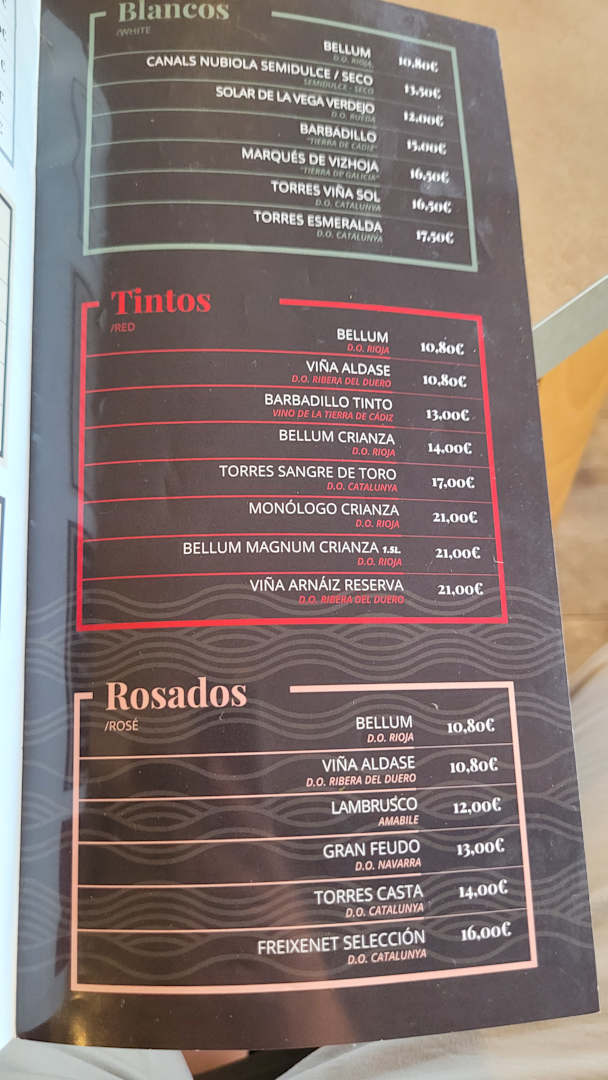 Blancos
/WHITE
BELLUM 10,80€
D.O. RIOJA
CANALS NUBIOLA SEMIDULCE / SECO 13,50€
SEMIDULCE - SECO
SOLAR DE LA VEGA VERDEJO 12,00€
D.O. RUEDA
BARBADILLO 15,00€
"TIERRA DE CÁDIZ"
MARQUÉS DE VIZHOJA 16,50€
"TIERRA DE GALICIA"
TORRES VIÑA SOL 16,50€
D.O. CATALUNYA
TORRES ESMERALDA 17,50€
D.O. CATALUNYA
Tintos
/RED
BELLUM 10,80€
D.O. RIOJA
VIÑA ALDASE 10,80€
D.O. RIBERA DEL DUERO
BARBADILLO TINTO 13,00€
VINO DE LA TIERRA DE CÁDIZ
BELLUM CRIANZA 14,00€
D.O. RIOJA
TORRES SANGRE DE TORO 17,00€
D.O. CATALUNYA
MONÓLOGO CRIANZA 21,00€
D.O. RIOJA
BELLUM MAGNUM CRIANZA 1.5L. 21,00€
D.O. RIOJA
VIÑA ARNÁIZ RESERVA 21,00€
D.O. RIBERA DEL DUERO
Rosados
/ROSÉ
BELLUM 10,80€
D.O. RIOJA
VIÑA ALDASE 10,80€
D.O. RIBERA DEL DUERO
LAMBRUSCO 12,00€
AMABILE
GRAN FEUDO 13,00€
D.O. NAVARRA
TORRES CASTA 14,00€
D.O. CATALUNYA
FREIXENET SELECCIÓN 16,00€
D.O. CATALUNYA